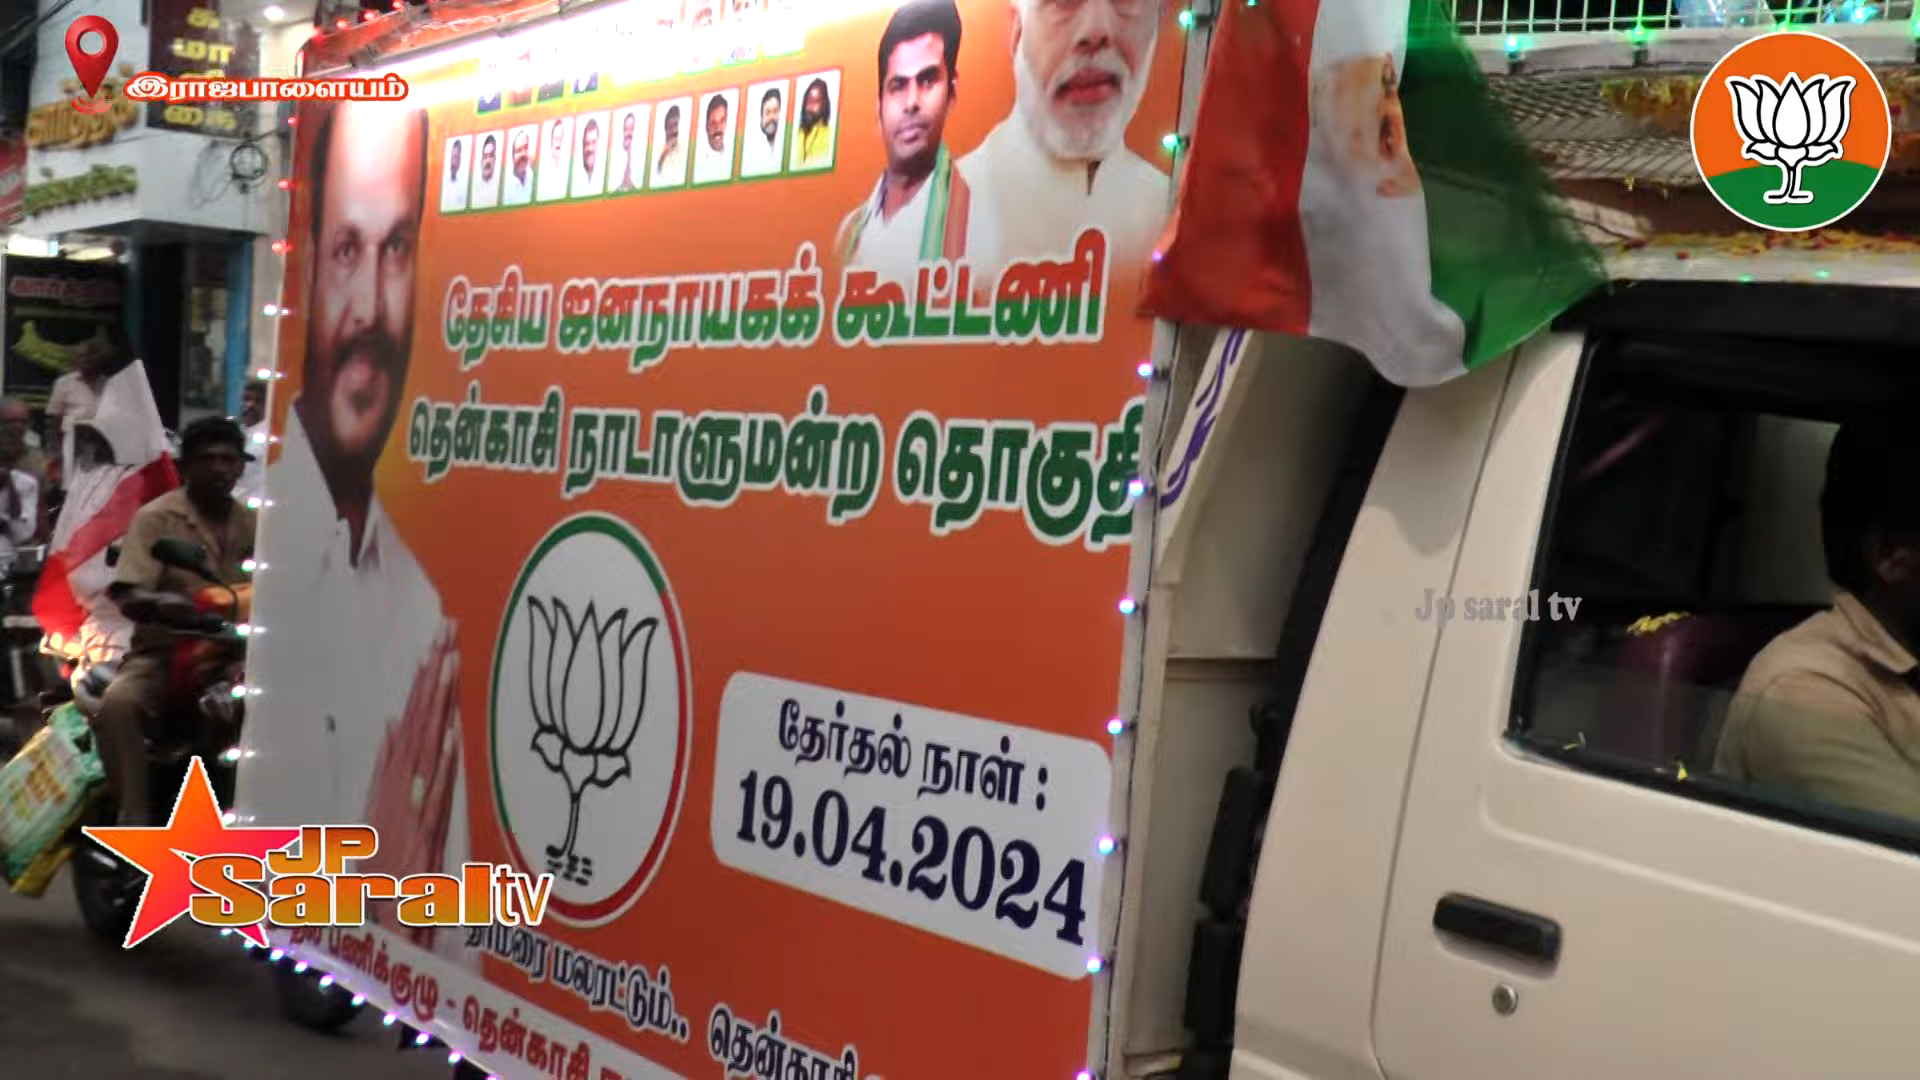 இராஜபாளையம்
தேசிய ஜனநாயகக் கூட்டணி
தென்காசி நாடாளுமன்ற தொகுதி
தேர்தல் நாள் :
19.04.2024
தாமரை மலரட்டும்.. தென்காசி
பணிக்குழு - தென்காசி
Jp saral tv
JP
Saral tv